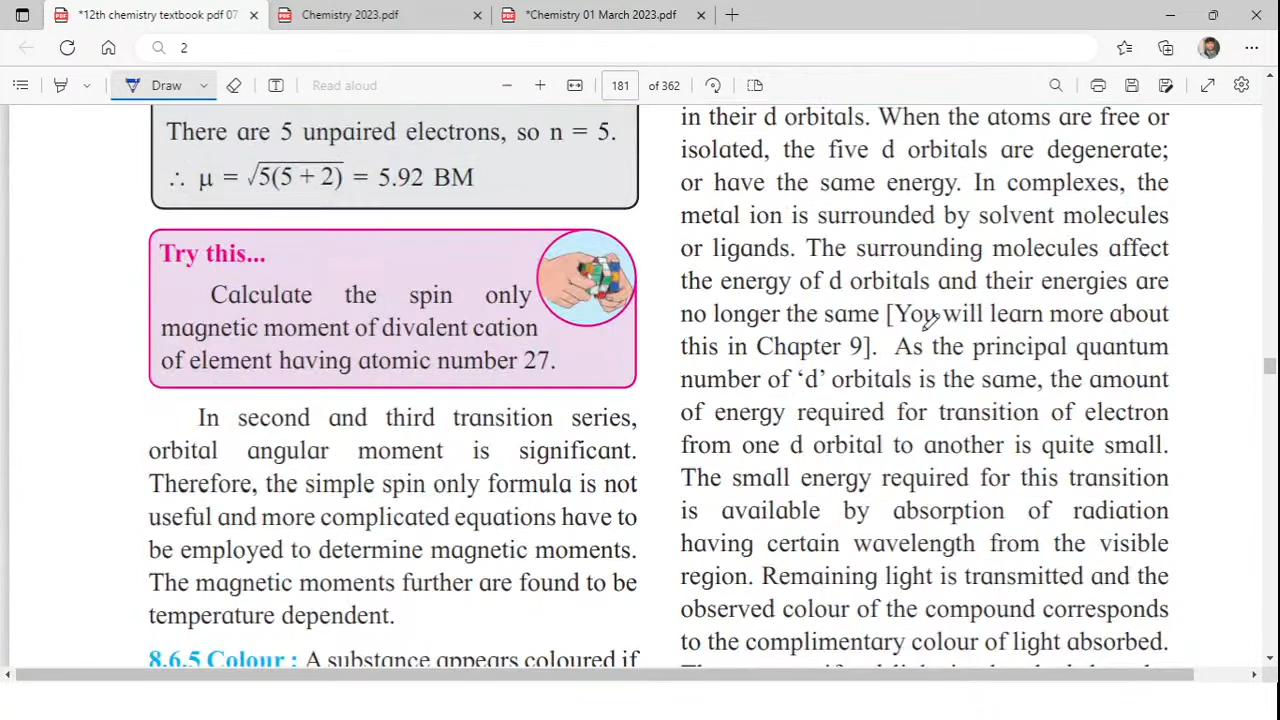 *12th chemistry textbook pdf 07
Chemistry 2023.pdf
*Chemistry 01 March 2023.pdf
2
Draw
Read aloud
181 of 362
There are 5 unpaired electrons, so n = 5.
∴ μ = √5(5 + 2) = 5.92 BM
Try this...
Calculate the spin only
magnetic moment of divalent cation
of element having atomic number 27.
In second and third transition series,
orbital angular moment is significant.
Therefore, the simple spin only formula is not
useful and more complicated equations have to
be employed to determine magnetic moments.
The magnetic moments further are found to be
temperature dependent.
8.6.5 Colour : A substance appears coloured if
in their d orbitals. When the atoms are free or
isolated, the five d orbitals are degenerate;
or have the same energy. In complexes, the
metal ion is surrounded by solvent molecules
or ligands. The surrounding molecules affect
the energy of d orbitals and their energies are
no longer the same [You will learn more about
this in Chapter 9]. As the principal quantum
number of ‘d’ orbitals is the same, the amount
of energy required for transition of electron
from one d orbital to another is quite small.
The small energy required for this transition
is available by absorption of radiation
having certain wavelength from the visible
region. Remaining light is transmitted and the
observed colour of the compound corresponds
to the complimentary colour of light absorbed.